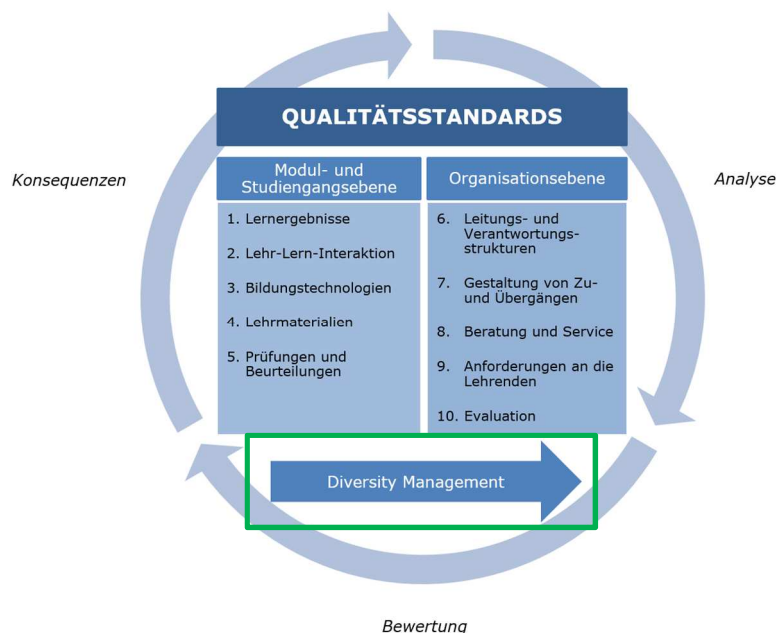 QUALITÄTSSTANDARDS
Konsequenzen
Analyse
Modul- und
Studiengangsebene
1. Lernergebnisse
2. Lehr-Lern-Interaktion
3. Bildungstechnologien
4. Lehrmaterialien
5. Prüfungen und
Beurteilungen
Organisationsebene
6. Leitungs- und
Verantwortungs-
strukturen
7. Gestaltung von Zu-
und Übergängen
8. Beratung und Service
9. Anforderungen an die
Lehrenden
10. Evaluation
Diversity Management
Bewertung